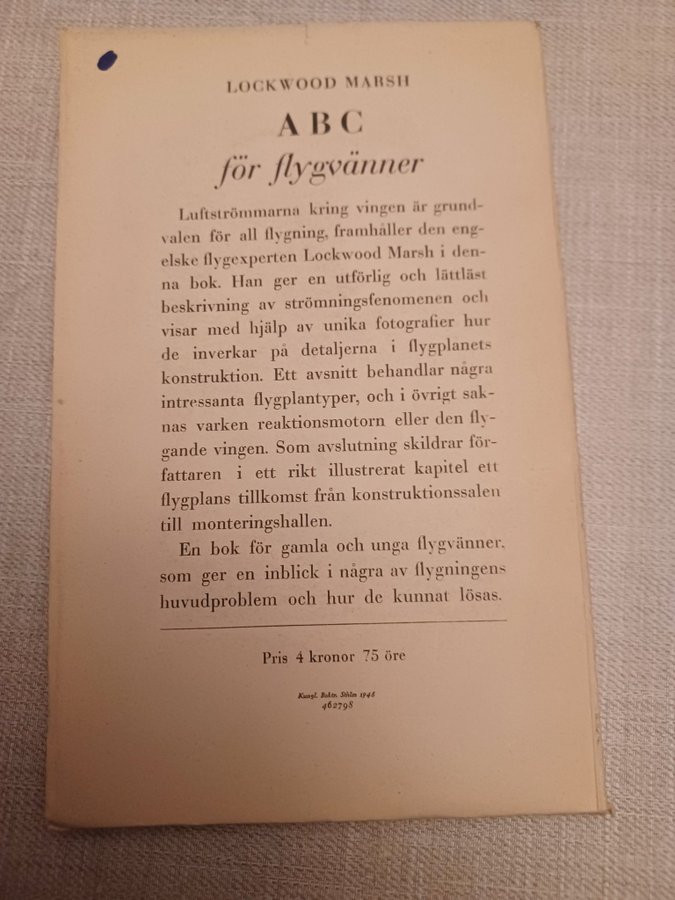 LOCKWOOD MARSH
ABC
för flygvänner
Luftströmmarna kring vingen är grund-
valen för all flygning, framhåller den eng-
elske flygexperten Lockwood Marsh i den-
na bok. Han ger en utförlig och lättläst
beskrivning av strömningsfenomenen och
visar med hjälp av unika fotografier hur
de inverkar på detaljerna i flygplanets
konstruktion. Ett avsnitt behandlar några
intressanta flygplantyper, och i övrigt sak-
nas varken reaktionsmotorn eller den fly-
gande vingen. Som avslutning skildrar för-
fattaren i ett rikt illustrerat kapitel ett
flygplans tillkomst från konstruktionssalen
till monteringshallen.
En bok för gamla och unga flygvänner,
som ger en inblick i några av flygningens
huvudproblem och hur de kunnat lösas.
Pris 4 kronor 75 öre
Kungl. Boktr. Sthlm 1946
462798